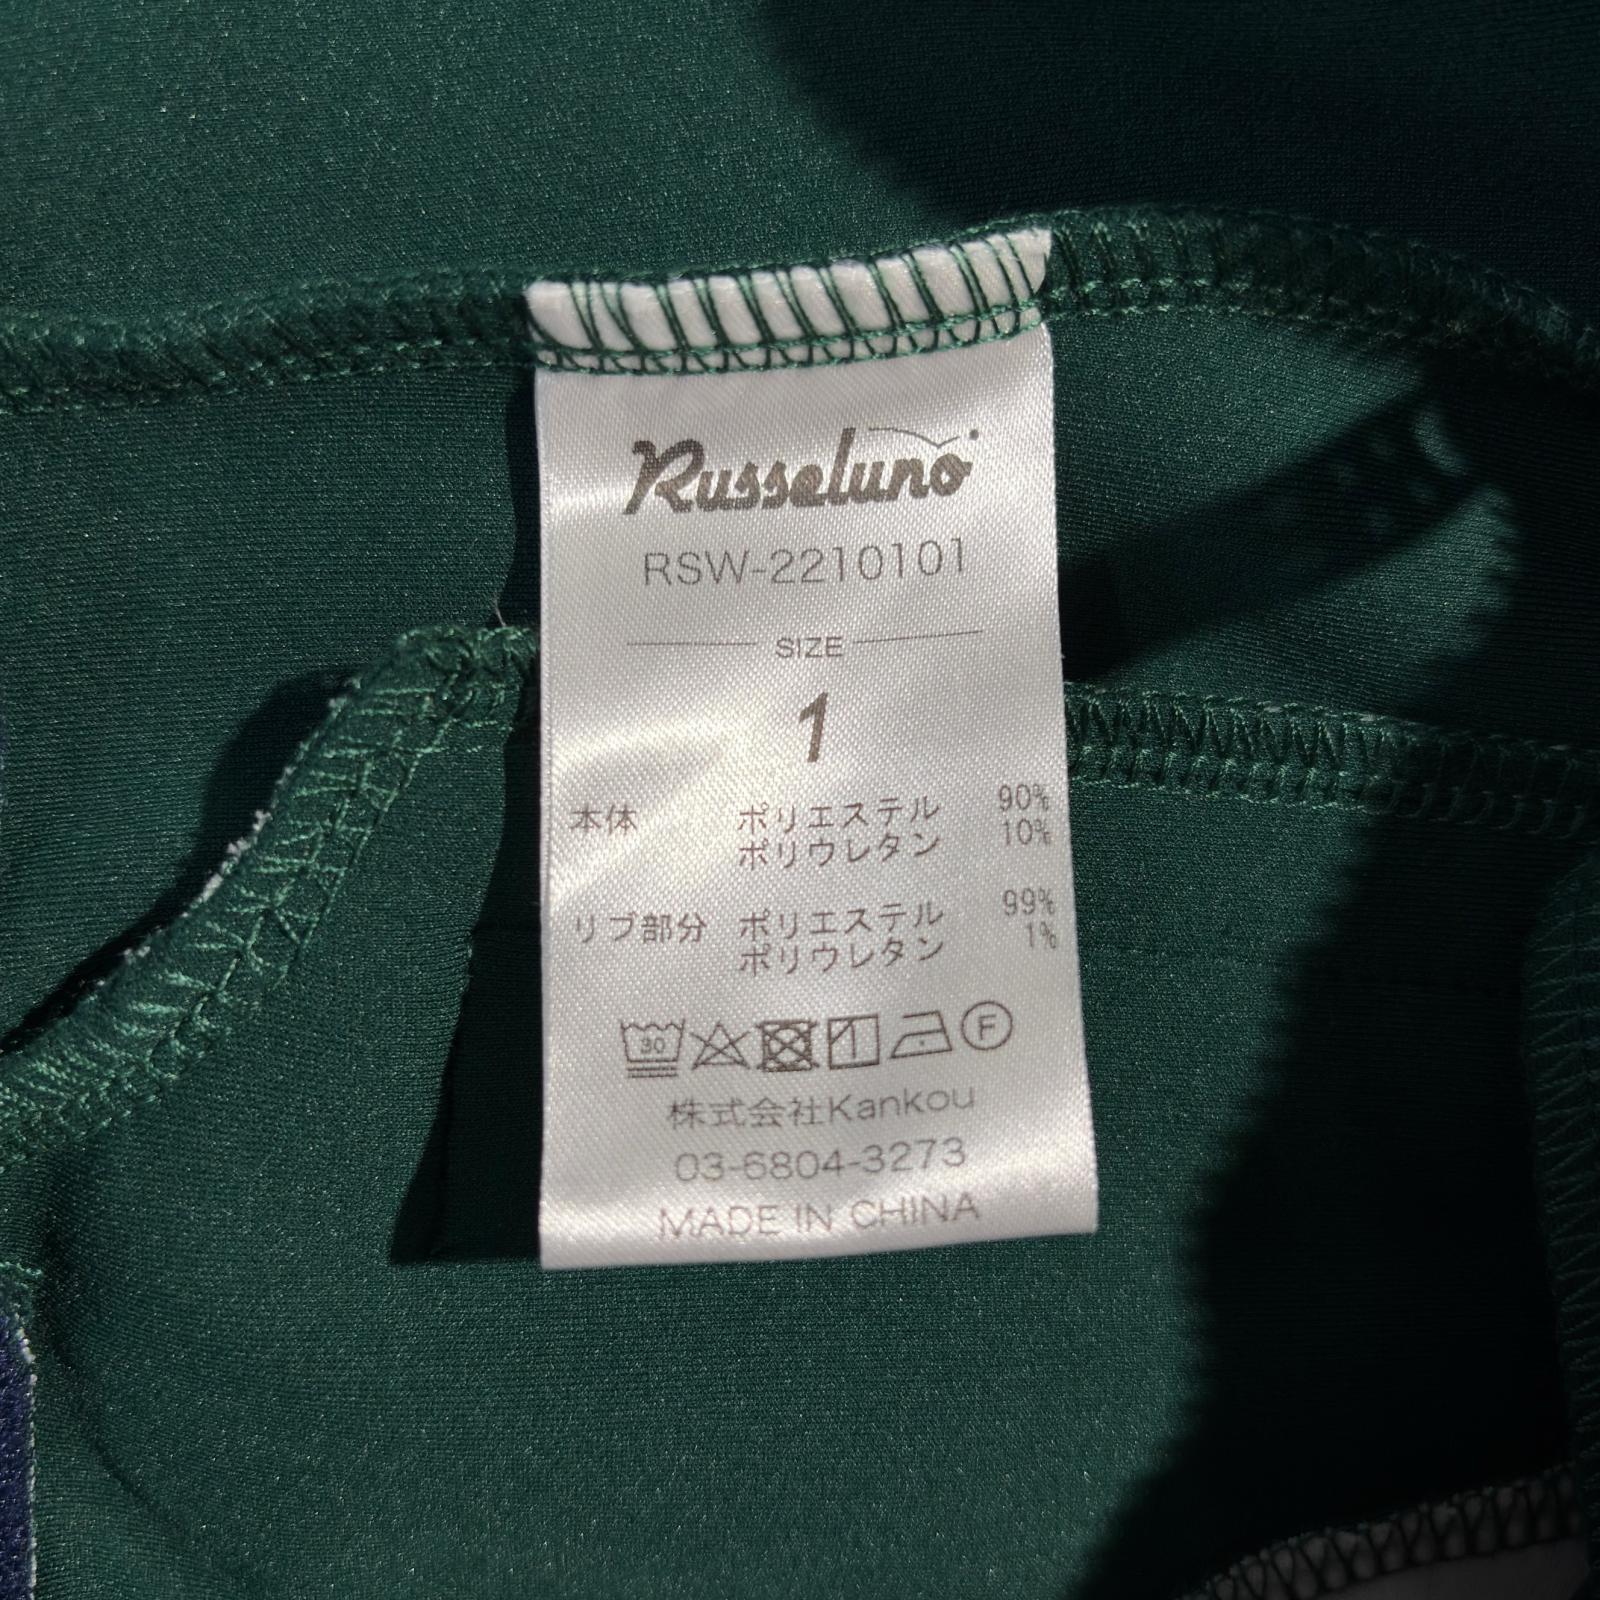 Russeluno
RSW-2210101
SIZE
1
本体 ポリエステル 90%
ポリウレタン 10%
リブ部分 ポリエステル 99%
ポリウレタン 1%
30 F
株式会社Kankou
03-6804-3273
MADE IN CHINA